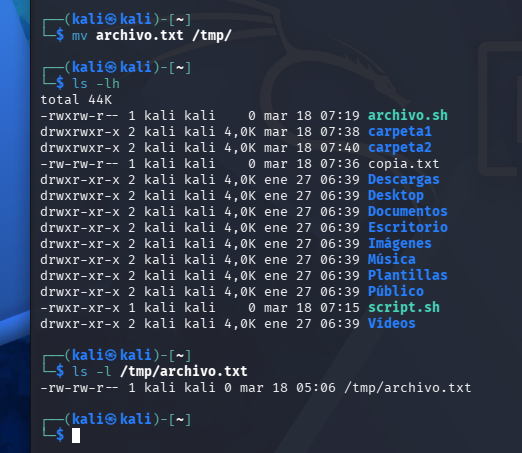 ┌──(kali㉿kali)-[~]
└─$ mv archivo.txt /tmp/
┌──(kali㉿kali)-[~]
└─$ ls -lh
total 44K
-rwxrw-r-- 1 kali kali    0 mar 18 07:19 archivo.sh
drwxrwxr-x 2 kali kali 4,0K mar 18 07:38 carpeta1
drwxrwxr-x 2 kali kali 4,0K mar 18 07:40 carpeta2
-rw-rw-r-- 1 kali kali    0 mar 18 07:36 copia.txt
drwxr-xr-x 2 kali kali 4,0K ene 27 06:39 Descargas
drwxr-xr-x 2 kali kali 4,0K ene 27 06:39 Desktop
drwxr-xr-x 2 kali kali 4,0K ene 27 06:39 Documentos
drwxr-xr-x 2 kali kali 4,0K ene 27 06:39 Escritorio
drwxr-xr-x 2 kali kali 4,0K ene 27 06:39 Imágenes
drwxr-xr-x 2 kali kali 4,0K ene 27 06:39 Música
drwxr-xr-x 2 kali kali 4,0K ene 27 06:39 Plantillas
drwxr-xr-x 2 kali kali 4,0K ene 27 06:39 Público
-rwxr-xr-x 1 kali kali    0 mar 18 07:15 script.sh
drwxr-xr-x 2 kali kali 4,0K ene 27 06:39 Vídeos
┌──(kali㉿kali)-[~]
└─$ ls -l /tmp/archivo.txt
-rw-rw-r-- 1 kali kali 0 mar 18 05:06 /tmp/archivo.txt
┌──(kali㉿kali)-[~]
└─$